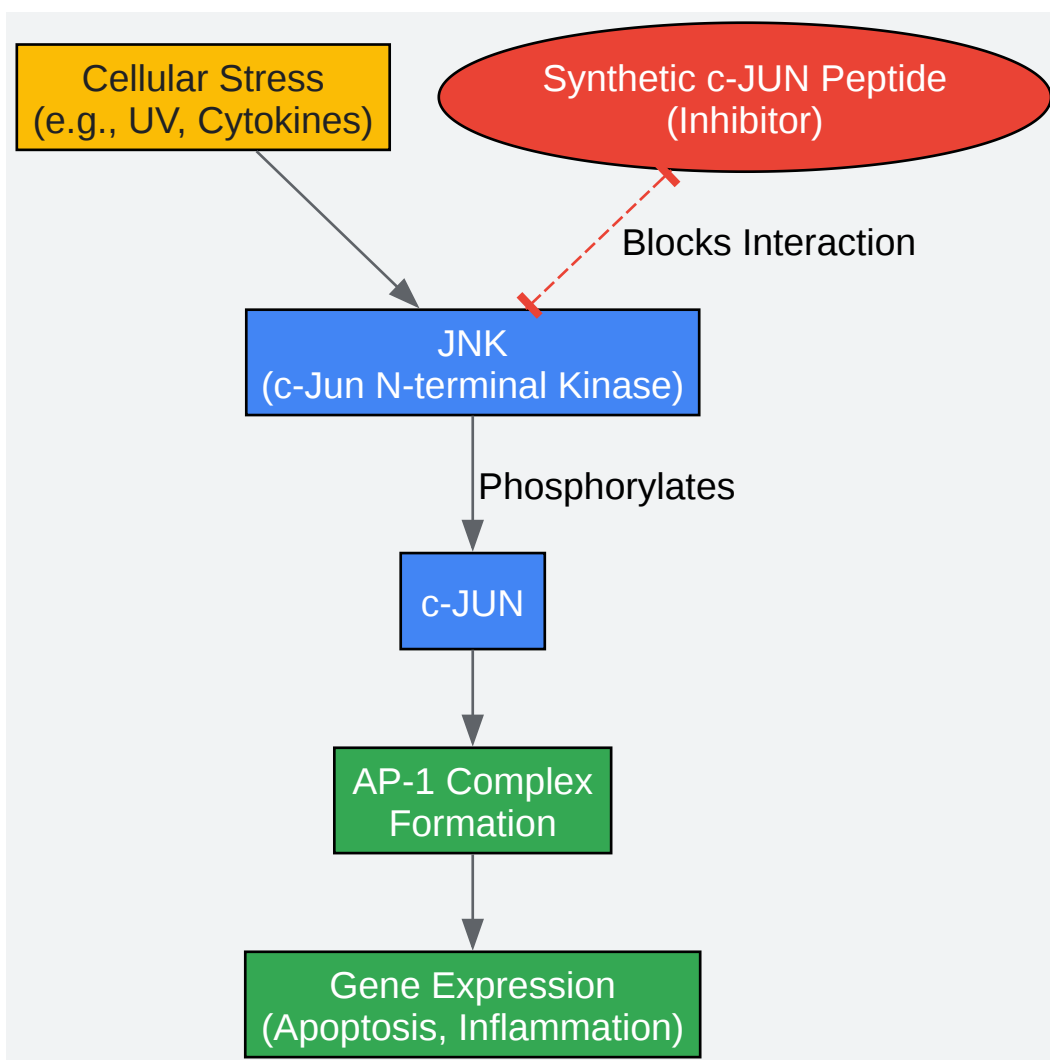 Cellular Stress
(e.g., UV, Cytokines)
Synthetic c-JUN Peptide
(Inhibitor)
Blocks Interaction
JNK
(c-Jun N-terminal Kinase)
Phosphorylates
c-JUN
AP-1 Complex
Formation
Gene Expression
(Apoptosis, Inflammation)